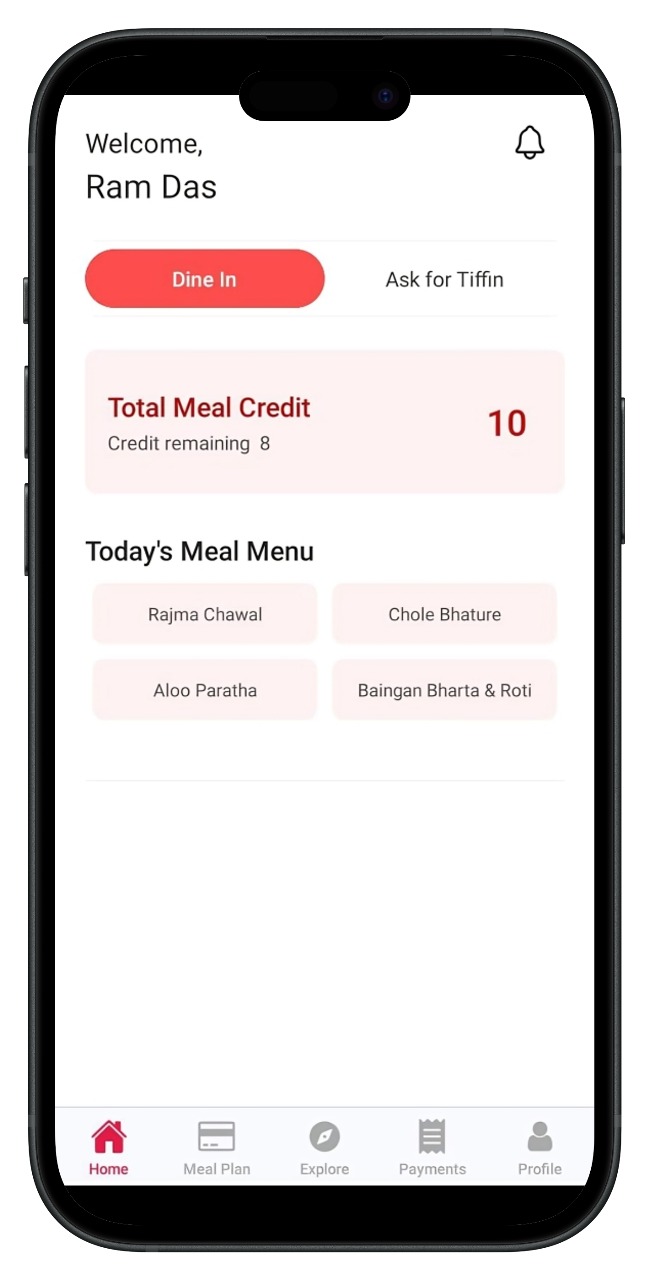 Welcome,
Ram Das
Dine In
Ask for Tiffin
Total Meal Credit
10
Credit remaining 8
Today's Meal Menu
Rajma Chawal
Chole Bhature
Aloo Paratha
Baingan Bharta & Roti
Home
Meal Plan
Explore
Payments
Profile